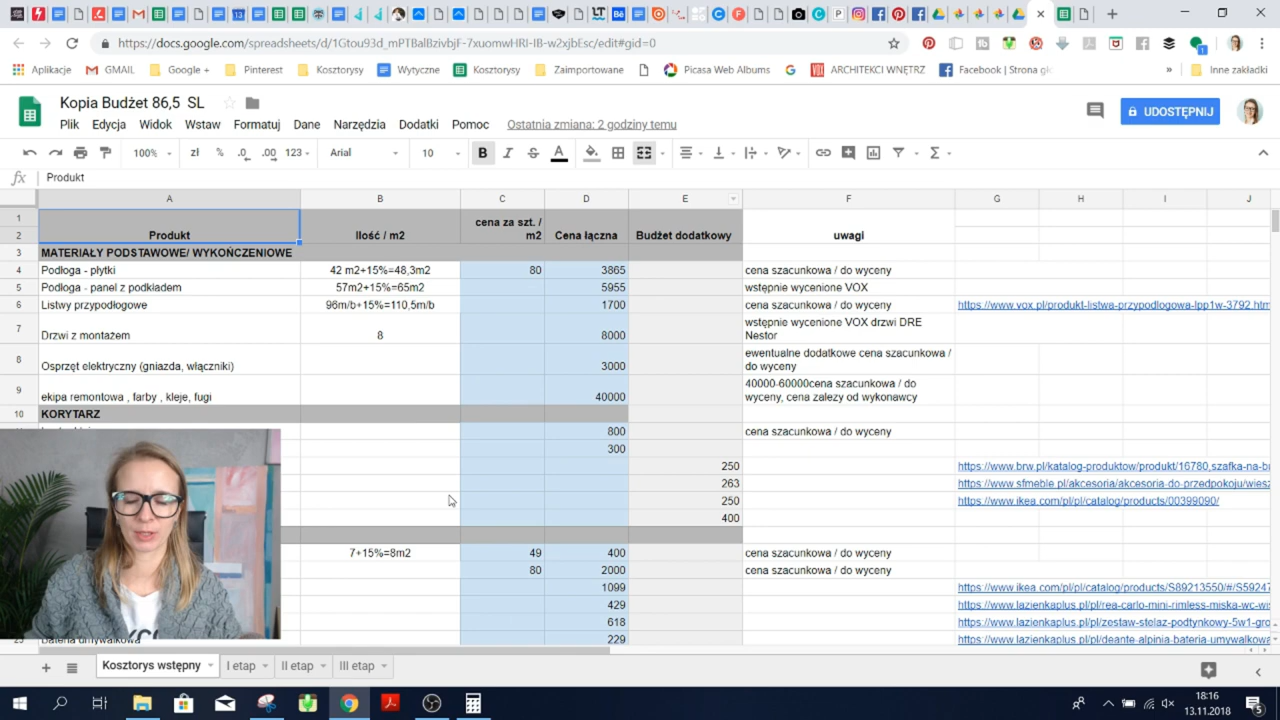 https://docs.google.com/spreadsheets/d/1Gtou93d_mPTBalBzivbjF-7xuomwHRI-IB-w2xjbEsc/edit#gid=0
Aplikacje GMAIL Google + Pinterest Kosztorysy Wytyczne Kosztorysy Zaimportowane Picasa Web Albums ARCHITEKCI WNĘTRZ Facebook | Strona » Inne zakładki
Kopia Budżet 86,5 SL
Plik Edycja Widok Wstaw Formatuj Dane Narzędzia Dodatki Pomoc Ostatnia zmiana: 2 godziny temu
UDOSTĘPNIJ
100% zł % .0 .00 123 Arial 10 B I S A Σ
fx Produkt
A B C D E F G H I J
1 2 Produkt Ilość / m2 cena za szt. / m2 Cena łączna Budżet dodatkowy uwagi
3 MATERIAŁY PODSTAWOWE/ WYKOŃCZENIOWE
4 Podłoga - płytki 42 m2+15%=48,3m2 80 3865 cena szacunkowa / do wyceny
5 Podłoga - panel z podkładem 57m2+15%=65m2 5955 wstępnie wycenione VOX
6 Listwy przypodłogowe 96m/b+15%=110,5m/b 1700 cena szacunkowa / do wyceny https://www.vox.pl/produkt-listwa-przypodlogowa-lpp1w-3792.htm
7 Drzwi z montażem 8 8000 wstępnie wycenione VOX drzwi DRE Nestor
8 Osprzęt elektryczny (gniazda, włączniki) 3000 ewentualne dodatkowe cena szacunkowa / do wyceny
9 ekipa remontowa , farby , kleje, fugi 40000 40000-60000cena szacunkowa / do wyceny, cena zalezy od wykonawcy
10 KORYTARZ
800 cena szacunkowa / do wyceny
300
250 https://www.brw.pl/katalog-produktow/produkt/16780,szafka-na-b
263 https://www.sfmeble.pl/akcesoria/akcesoria-do-przedpokoju/wiesz
250 https://www.ikea.com/pl/pl/catalog/products/00399090/
400
7+15%=8m2 49 400 cena szacunkowa / do wyceny
80 2000 cena szacunkowa / do wyceny
1099 https://www.ikea.com/pl/pl/catalog/products/S89213550/#/S59247
429 https://www.lazienkaplus.pl/pl/rea-carlo-mini-rimless-miska-wc-wis
618 https://www.lazienkaplus.pl/pl/zestaw-stelaz-podtynkowy-5w1-gro
Bateria umywalkowa 229 https://www.lazienkaplus.pl/pl/deante-alpinia-bateria-umywalkowa
Kosztorys wstępny I etap II etap III etap
18:16
13.11.2018